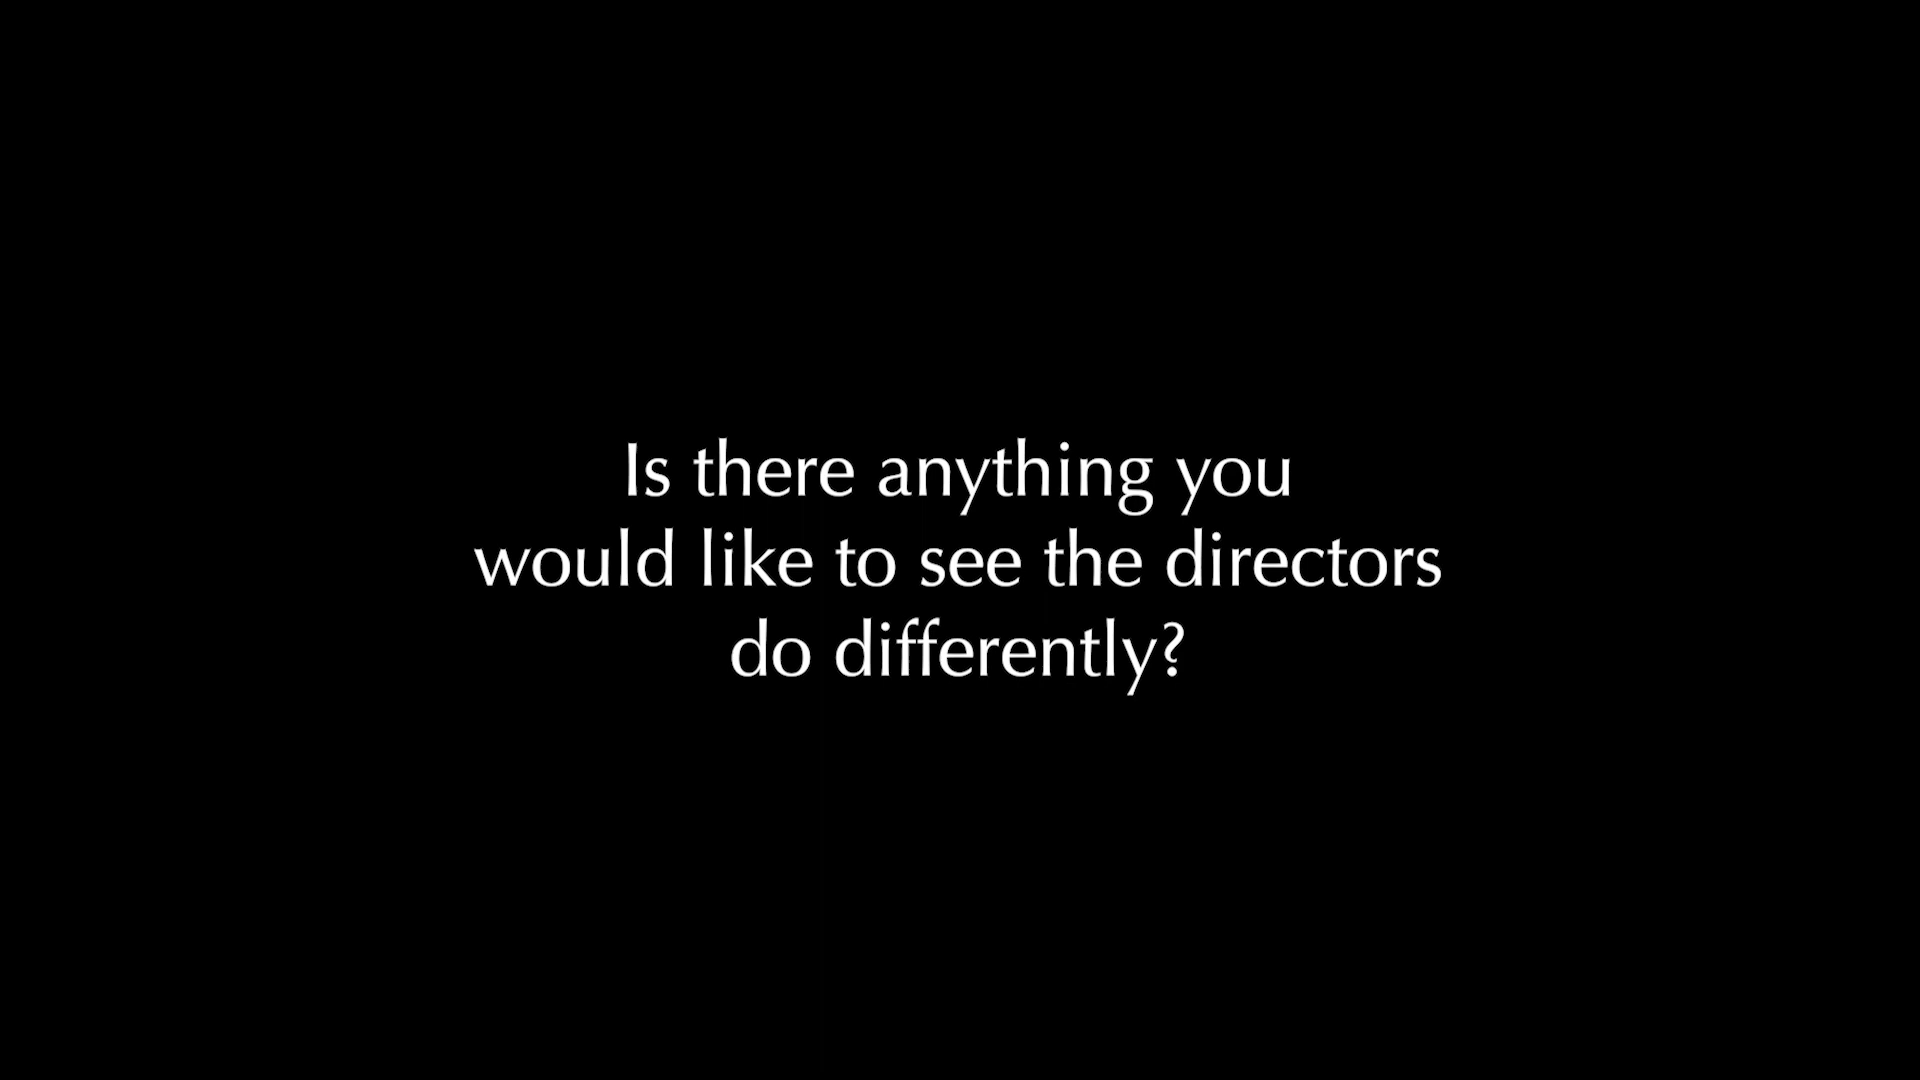 Is there anything you
would like to see the directors
do differently?